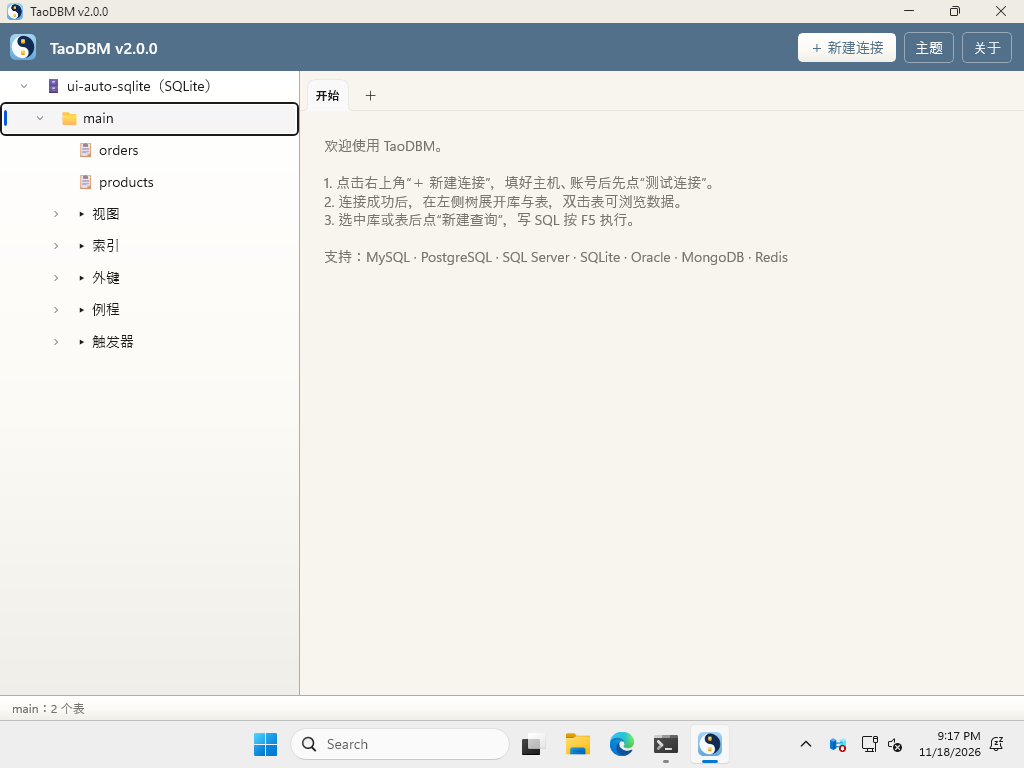 TaoDBM v2.0.0
TaoDBM v2.0.0
＋ 新建连接
主题
关于
ui-auto-sqlite（SQLite）
main
orders
products
视图
索引
外键
例程
触发器
开始
欢迎使用 TaoDBM。
1. 点击右上角“＋ 新建连接”，填好主机、账号后先点“测试连接”。
2. 连接成功后，在左侧树展开库与表，双击表可浏览数据。
3. 选中库或表后点“新建查询”，写 SQL 按 F5 执行。
支持：MySQL · PostgreSQL · SQL Server · SQLite · Oracle · MongoDB · Redis
main：2 个表
Search
9:17 PM
11/18/2026